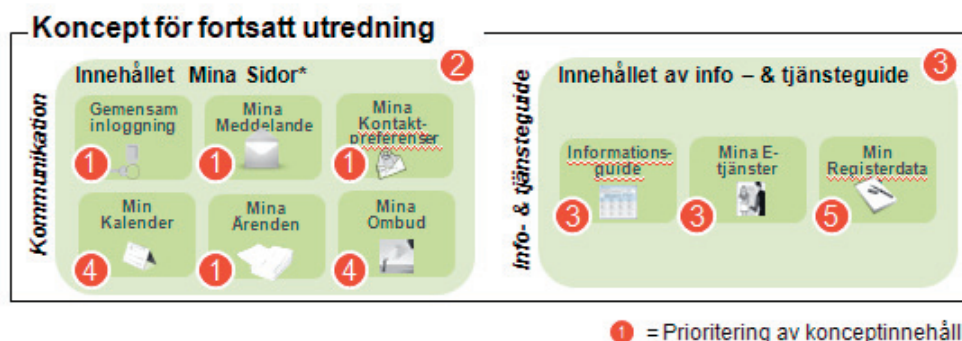 Koncept för fortsatt utredning
Kommunikation
Innehållet Mina Sidor*
2
Gemensam
inloggning
1
Mina
Meddelande
1
Mina
Kontakt-
preferenser
1
Min
Kalender
4
Mina
Ärenden
1
Mina
Ombud
4
Info- & tjänsteguide
Innehållet av info – & tjänsteguide
3
Informations-
guide
3
Mina E-
tjänster
3
Min
Registerdata
5
1 = Prioritering av konceptinnehåll